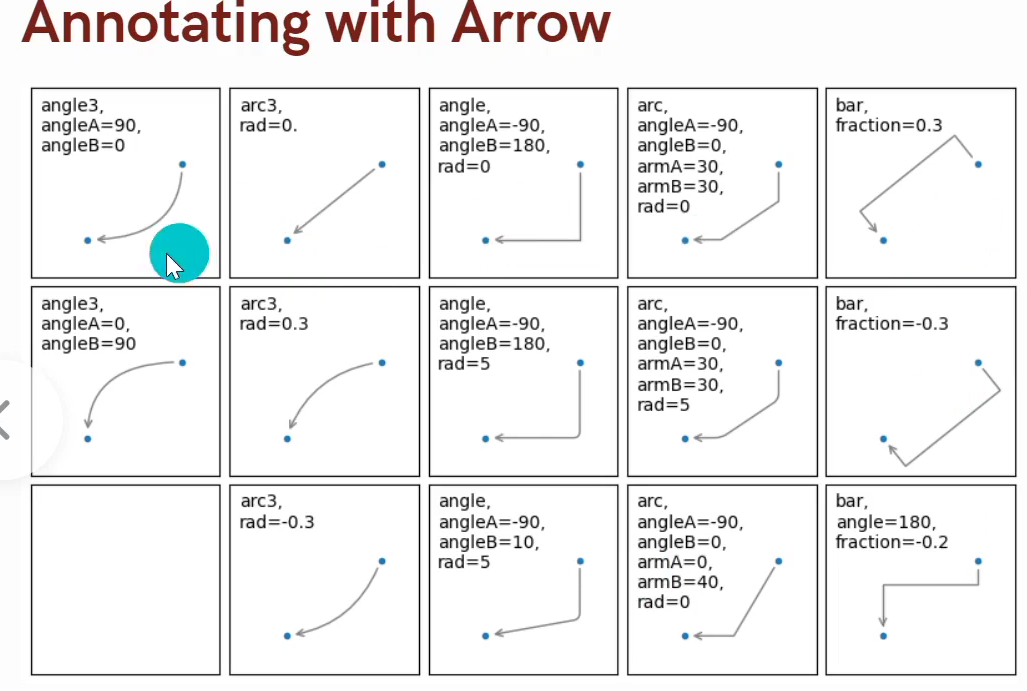 Annotating with Arrow
angle3,
angleA=90,
angleB=0
arc3,
rad=0.
angle,
angleA=-90,
angleB=180,
rad=0
arc,
angleA=-90,
angleB=0,
armA=30,
armB=30,
rad=0
bar,
fraction=0.3
angle3,
angleA=0,
angleB=90
arc3,
rad=0.3
angle,
angleA=-90,
angleB=180,
rad=5
arc,
angleA=-90,
angleB=0,
armA=30,
armB=30,
rad=5
bar,
fraction=-0.3
arc3,
rad=-0.3
angle,
angleA=-90,
angleB=10,
rad=5
arc,
angleA=-90,
angleB=0,
armA=0,
armB=40,
rad=0
bar,
angle=180,
fraction=-0.2